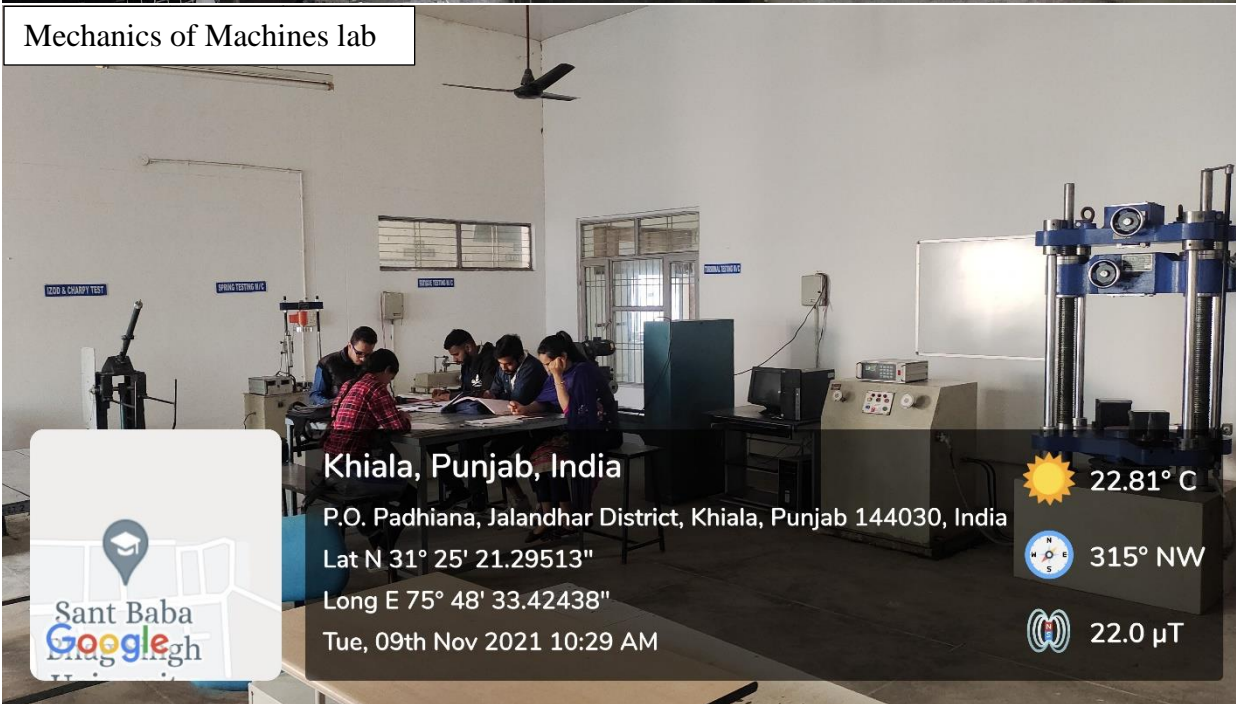 Mechanics of Machines lab
IZOD & CHARPY TEST
SPRING TESTING M/C
FATIGUE TESTING M/C
TORSIONAL TESTING M/C
Khiala, Punjab, India
P.O. Padhiana, Jalandhar District, Khiala, Punjab 144030, India
Lat N 31° 25' 21.29513"
Long E 75° 48' 33.42438"
Tue, 09th Nov 2021 10:29 AM
22.81° C
N
W E
S
315° NW
N
S
22.0 µT
Sant Baba
Google